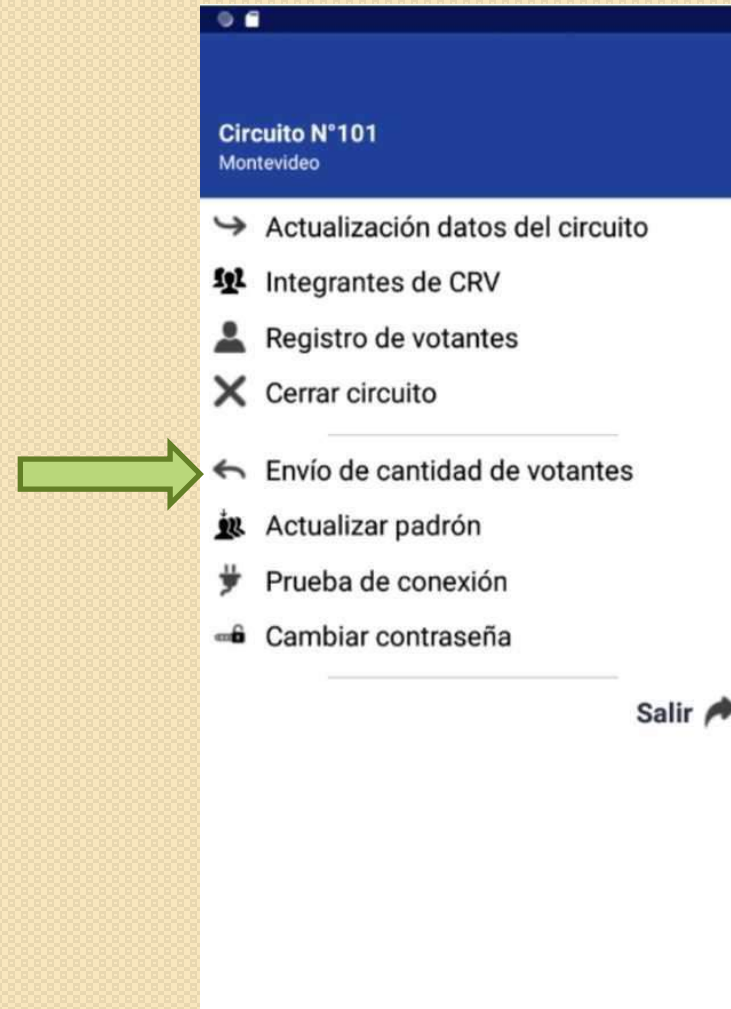 Circuito N°101
Montevideo
Actualización datos del circuito
Integrantes de CRV
Registro de votantes
Cerrar circuito
Envío de cantidad de votantes
Actualizar padrón
Prueba de conexión
Cambiar contraseña
Salir